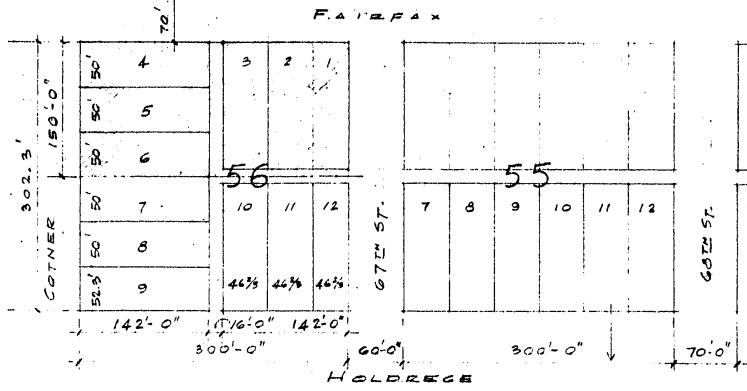 70'
FAIRFAX
50' 4 3 2 1
50' 5
50' 6
150'-0"
302.3'
56 55
50' 7 10 11 12 7 8 9 10 11 12
50' 8
52.3' 9 46⅔ 46⅔ 46⅔
COTNER
67TH ST.
68TH ST.
142'-0" 16'-0" 142'-0"
300'-0" 60'-0" 300'-0" 70'-0"
HOLDREGE